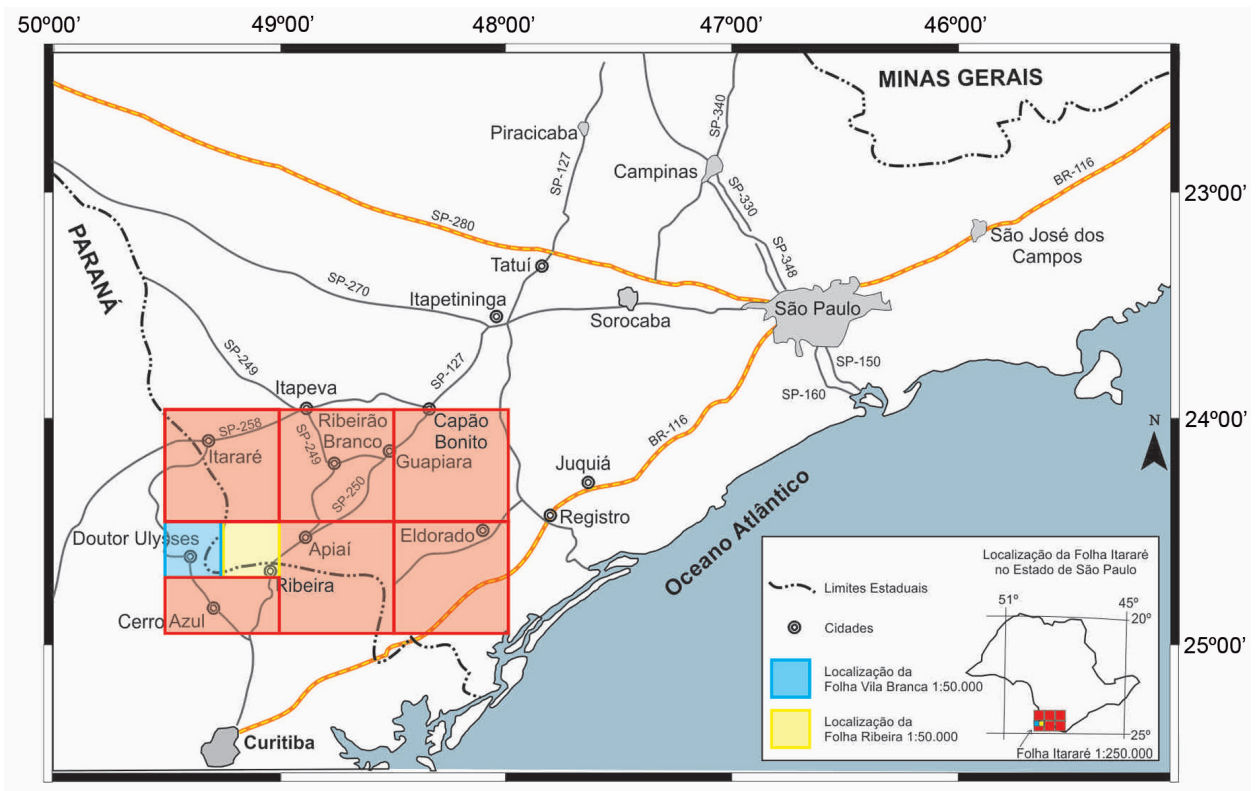 50º00’
49º00’
48º00’
47º00’
46º00’
MINAS GERAIS
SP-340
Piracicaba
SP-127
Campinas
BR-116
SP-330
23º00’
SP-280
São José dos
Campos
PARANÁ
SP-348
Tatuí
SP-270
Itapetininga
São Paulo
Sorocaba
SP-249
SP-127
SP-150
Itapeva
SP-160
24º00’
Ribeirão
Branco
Capão
Bonito
SP-258
BR-116
N
SP-249
Itararé
Guapiara
Juquiá
SP-250
Oceano Atlântico
Registro
Doutor Ulysses
Eldorado
Apiaí
Ribeira
Cerro Azul
25º00’
Curitiba
Localização da Folha Itararé
no Estado de São Paulo
Limites Estaduais
51º
45º
20º
Cidades
Localização da
Folha Vila Branca 1:50.000
Localização da
Folha Ribeira 1:50.000
25º
Folha Itararé 1:250.000